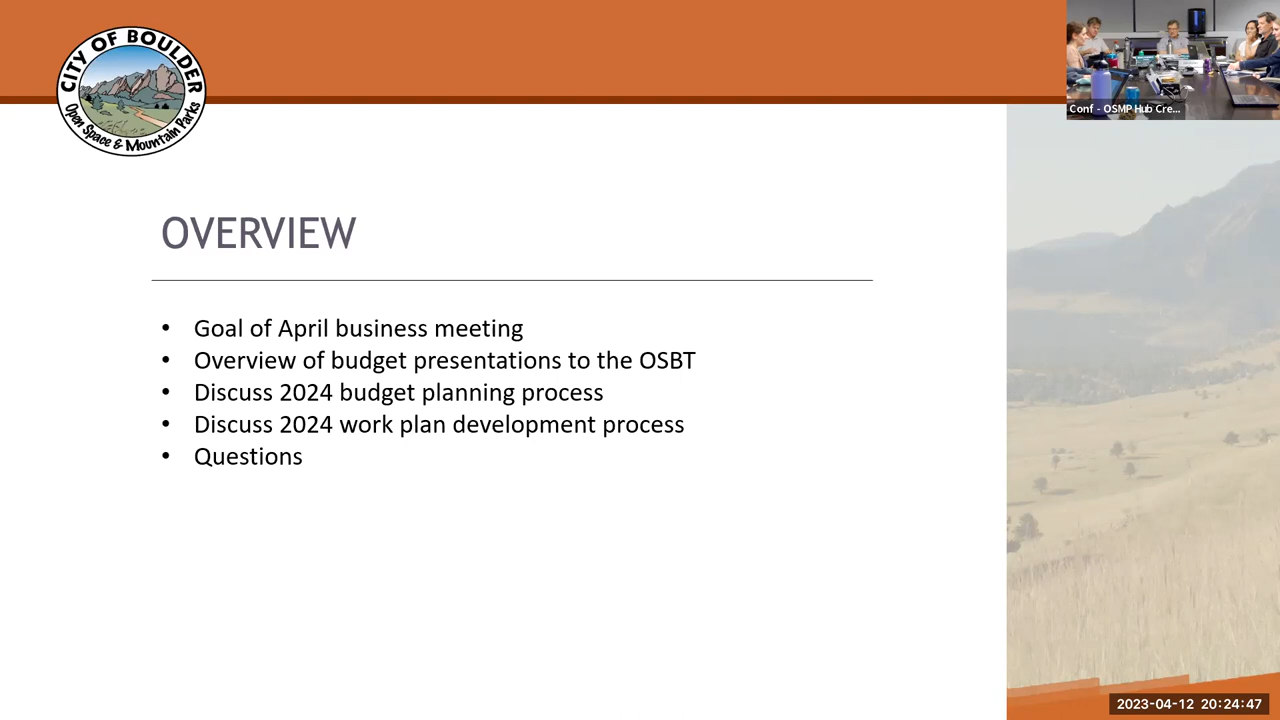 CITY OF BOULDER
Open Space & Mountain Parks
Conf - OSMP Hub Cre...
OVERVIEW
• Goal of April business meeting
• Overview of budget presentations to the OSBT
• Discuss 2024 budget planning process
• Discuss 2024 work plan development process
• Questions
2023-04-12 20:24:47